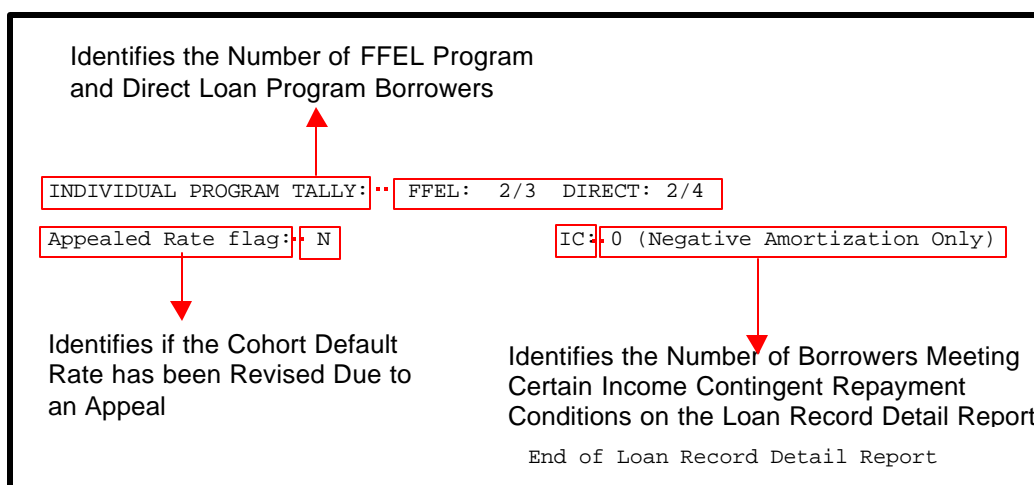 Identifies the Number of FFEL Program
and Direct Loan Program Borrowers
INDIVIDUAL PROGRAM TALLY: FFEL: 2/3 DIRECT: 2/4
Appealed Rate flag: N IC: 0 (Negative Amortization Only)
Identifies if the Cohort Default
Rate has been Revised Due to
an Appeal
Identifies the Number of Borrowers Meeting
Certain Income Contingent Repayment
Conditions on the Loan Record Detail Report
End of Loan Record Detail Report